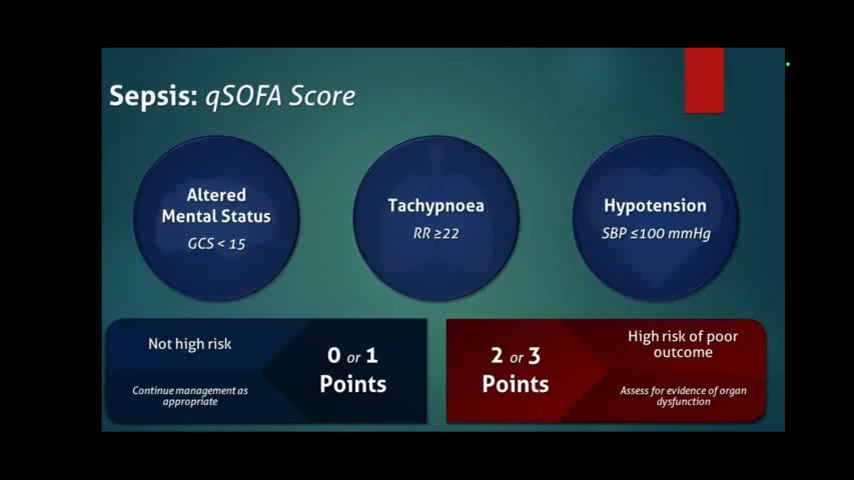 Sepsis: qSOFA Score
Altered
Mental Status
GCS < 15
Tachypnoea
RR ≥22
Hypotension
SBP ≤100 mmHg
Not high risk
Continue management as
appropriate
0 or 1
Points
2 or 3
Points
High risk of poor
outcome
Assess for evidence of organ
dysfunction